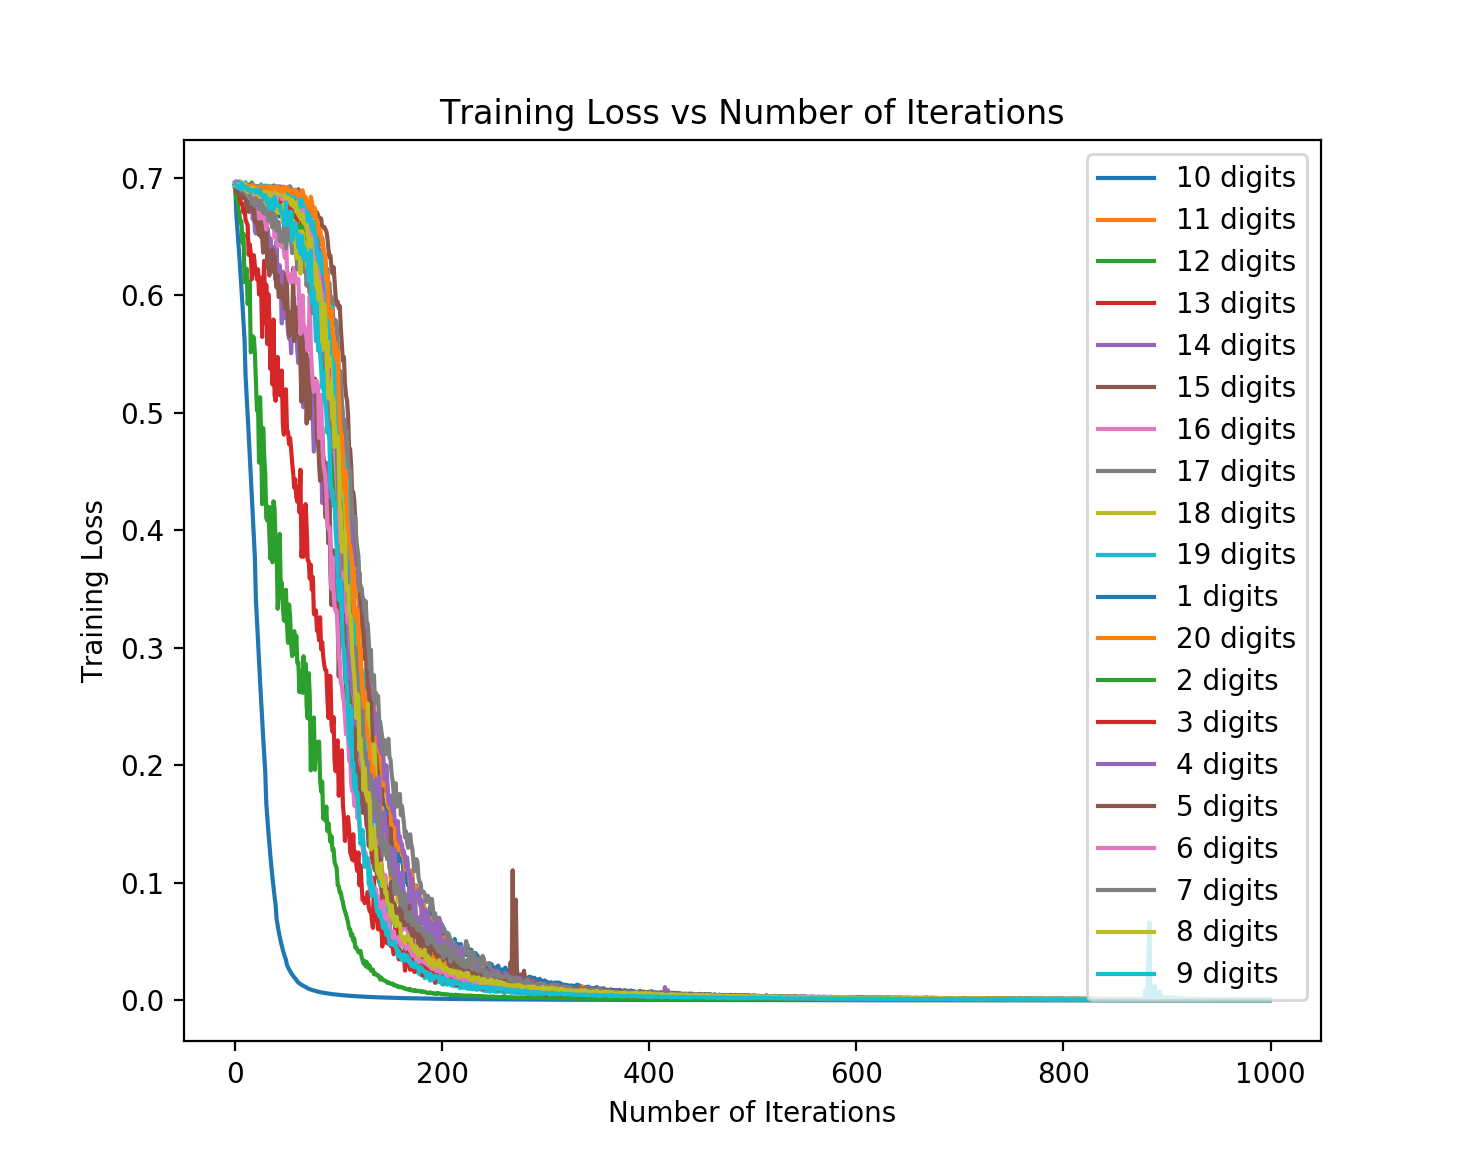 Training Loss vs Number of Iterations
Training Loss
0.7
0.6
0.5
0.4
0.3
0.2
0.1
0.0
0
200
400
600
800
1000
Number of Iterations
10 digits
11 digits
12 digits
13 digits
14 digits
15 digits
16 digits
17 digits
18 digits
19 digits
1 digits
20 digits
2 digits
3 digits
4 digits
5 digits
6 digits
7 digits
8 digits
9 digits